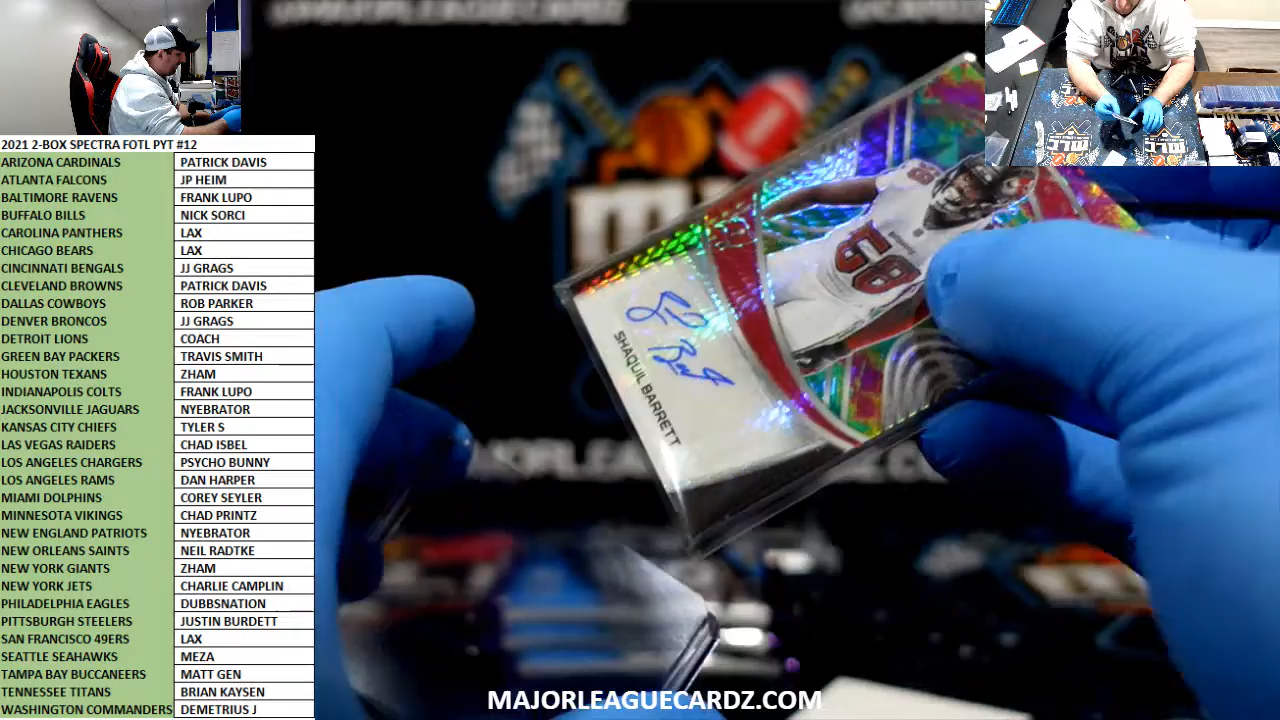 2021 2-BOX SPECTRA FOTL PYT #12
ARIZONA CARDINALS PATRICK DAVIS
ATLANTA FALCONS JP HEIM
BALTIMORE RAVENS FRANK LUPO
BUFFALO BILLS NICK SORCI
CAROLINA PANTHERS LAX
CHICAGO BEARS LAX
CINCINNATI BENGALS JJ GRAGS
CLEVELAND BROWNS PATRICK DAVIS
DALLAS COWBOYS ROB PARKER
DENVER BRONCOS JJ GRAGS
DETROIT LIONS COACH
GREEN BAY PACKERS TRAVIS SMITH
HOUSTON TEXANS ZHAM
INDIANAPOLIS COLTS FRANK LUPO
JACKSONVILLE JAGUARS NYEBRATOR
KANSAS CITY CHIEFS TYLER S
LAS VEGAS RAIDERS CHAD ISBEL
LOS ANGELES CHARGERS PSYCHO BUNNY
LOS ANGELES RAMS DAN HARPER
MIAMI DOLPHINS COREY SEYLER
MINNESOTA VIKINGS CHAD PRINTZ
NEW ENGLAND PATRIOTS NYEBRATOR
NEW ORLEANS SAINTS NEIL RADTKE
NEW YORK GIANTS ZHAM
NEW YORK JETS CHARLIE CAMPLIN
PHILADELPHIA EAGLES DUBBSNATION
PITTSBURGH STEELERS JUSTIN BURDETT
SAN FRANCISCO 49ERS LAX
SEATTLE SEAHAWKS MEZA
TAMPA BAY BUCCANEERS MATT GEN
TENNESSEE TITANS BRIAN KAYSEN
WASHINGTON COMMANDERS DEMETRIUS J
58
SHAQUIL BARRETT
MAJORLEAGUECARDZ.COM